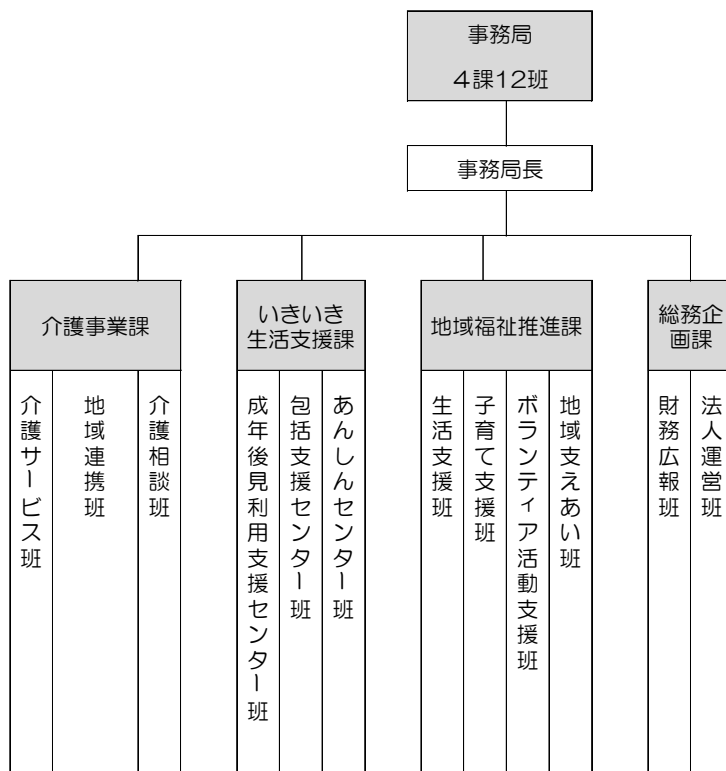 事務局
４課12班
事務局長
介護事業課
いきいき
生活支援課
地域福祉推進課
総務企
画課
介護サービス班
地域連携班
介護相談班
成年後見利用支援センター班
包括支援センター班
あんしんセンター班
生活支援班
子育て支援班
ボランティア活動支援班
地域支えあい班
財務広報班
法人運営班